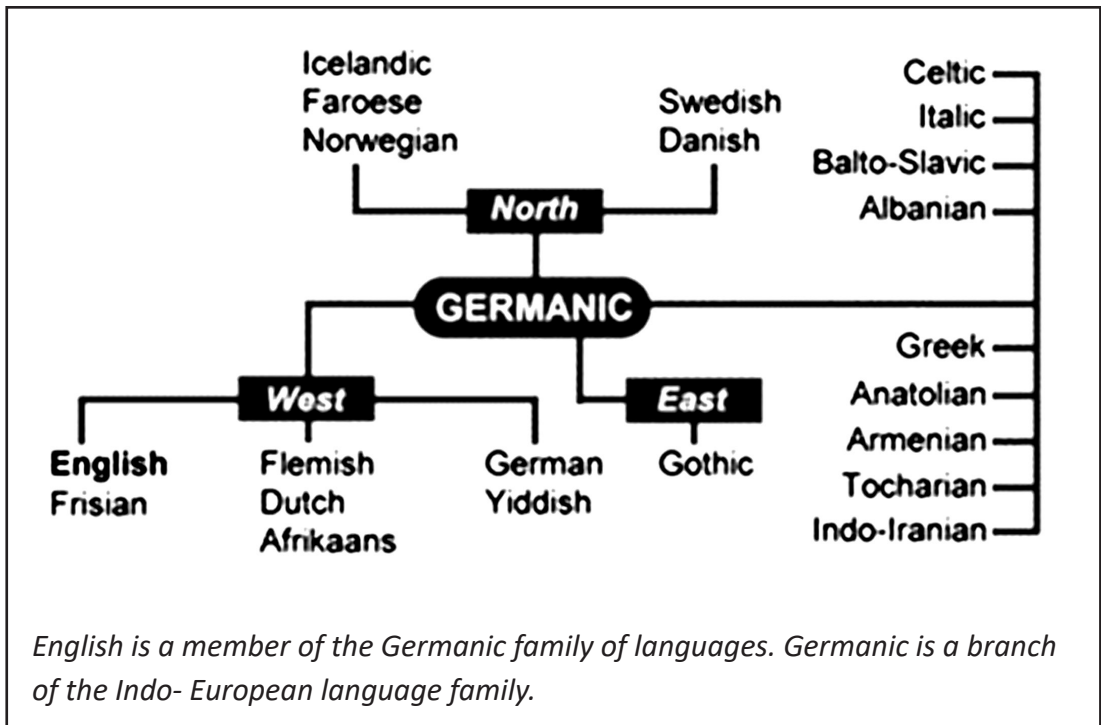 Icelandic
Faroese
Norwegian
Swedish
Danish
North
Celtic
Italic
Balto-Slavic
Albanian
GERMANIC
Greek
Anatolian
Armenian
Tocharian
Indo-Iranian
West
East
English
Frisian
Flemish
Dutch
Afrikaans
German
Yiddish
Gothic
English is a member of the Germanic family of languages. Germanic is a branch
of the Indo- European language family.